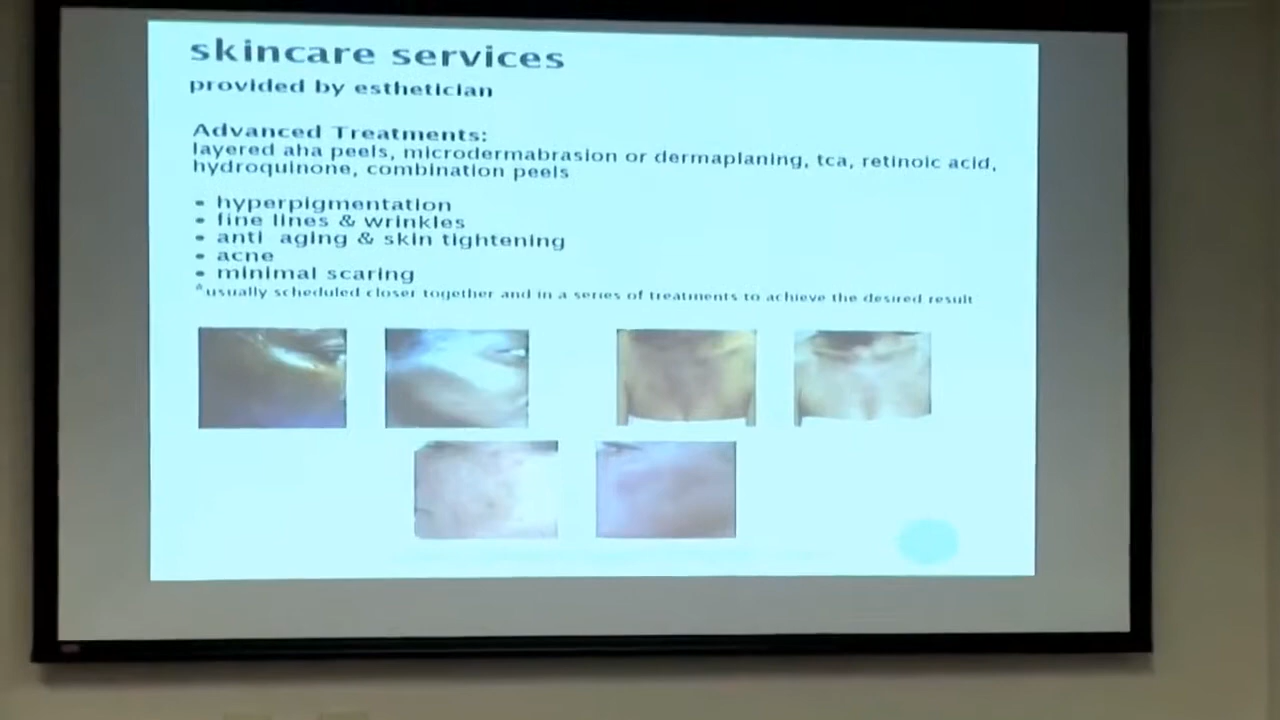 skincare services
provided by esthetician
Advanced Treatments:
layered aha peels, microdermabrasion or dermaplaning, tca, retinoic acid,
hydroquinone, combination peels
• hyperpigmentation
• fine lines & wrinkles
• anti aging & skin tightening
• acne
• minimal scaring
*usually scheduled closer together and in a series of treatments to achieve the desired result